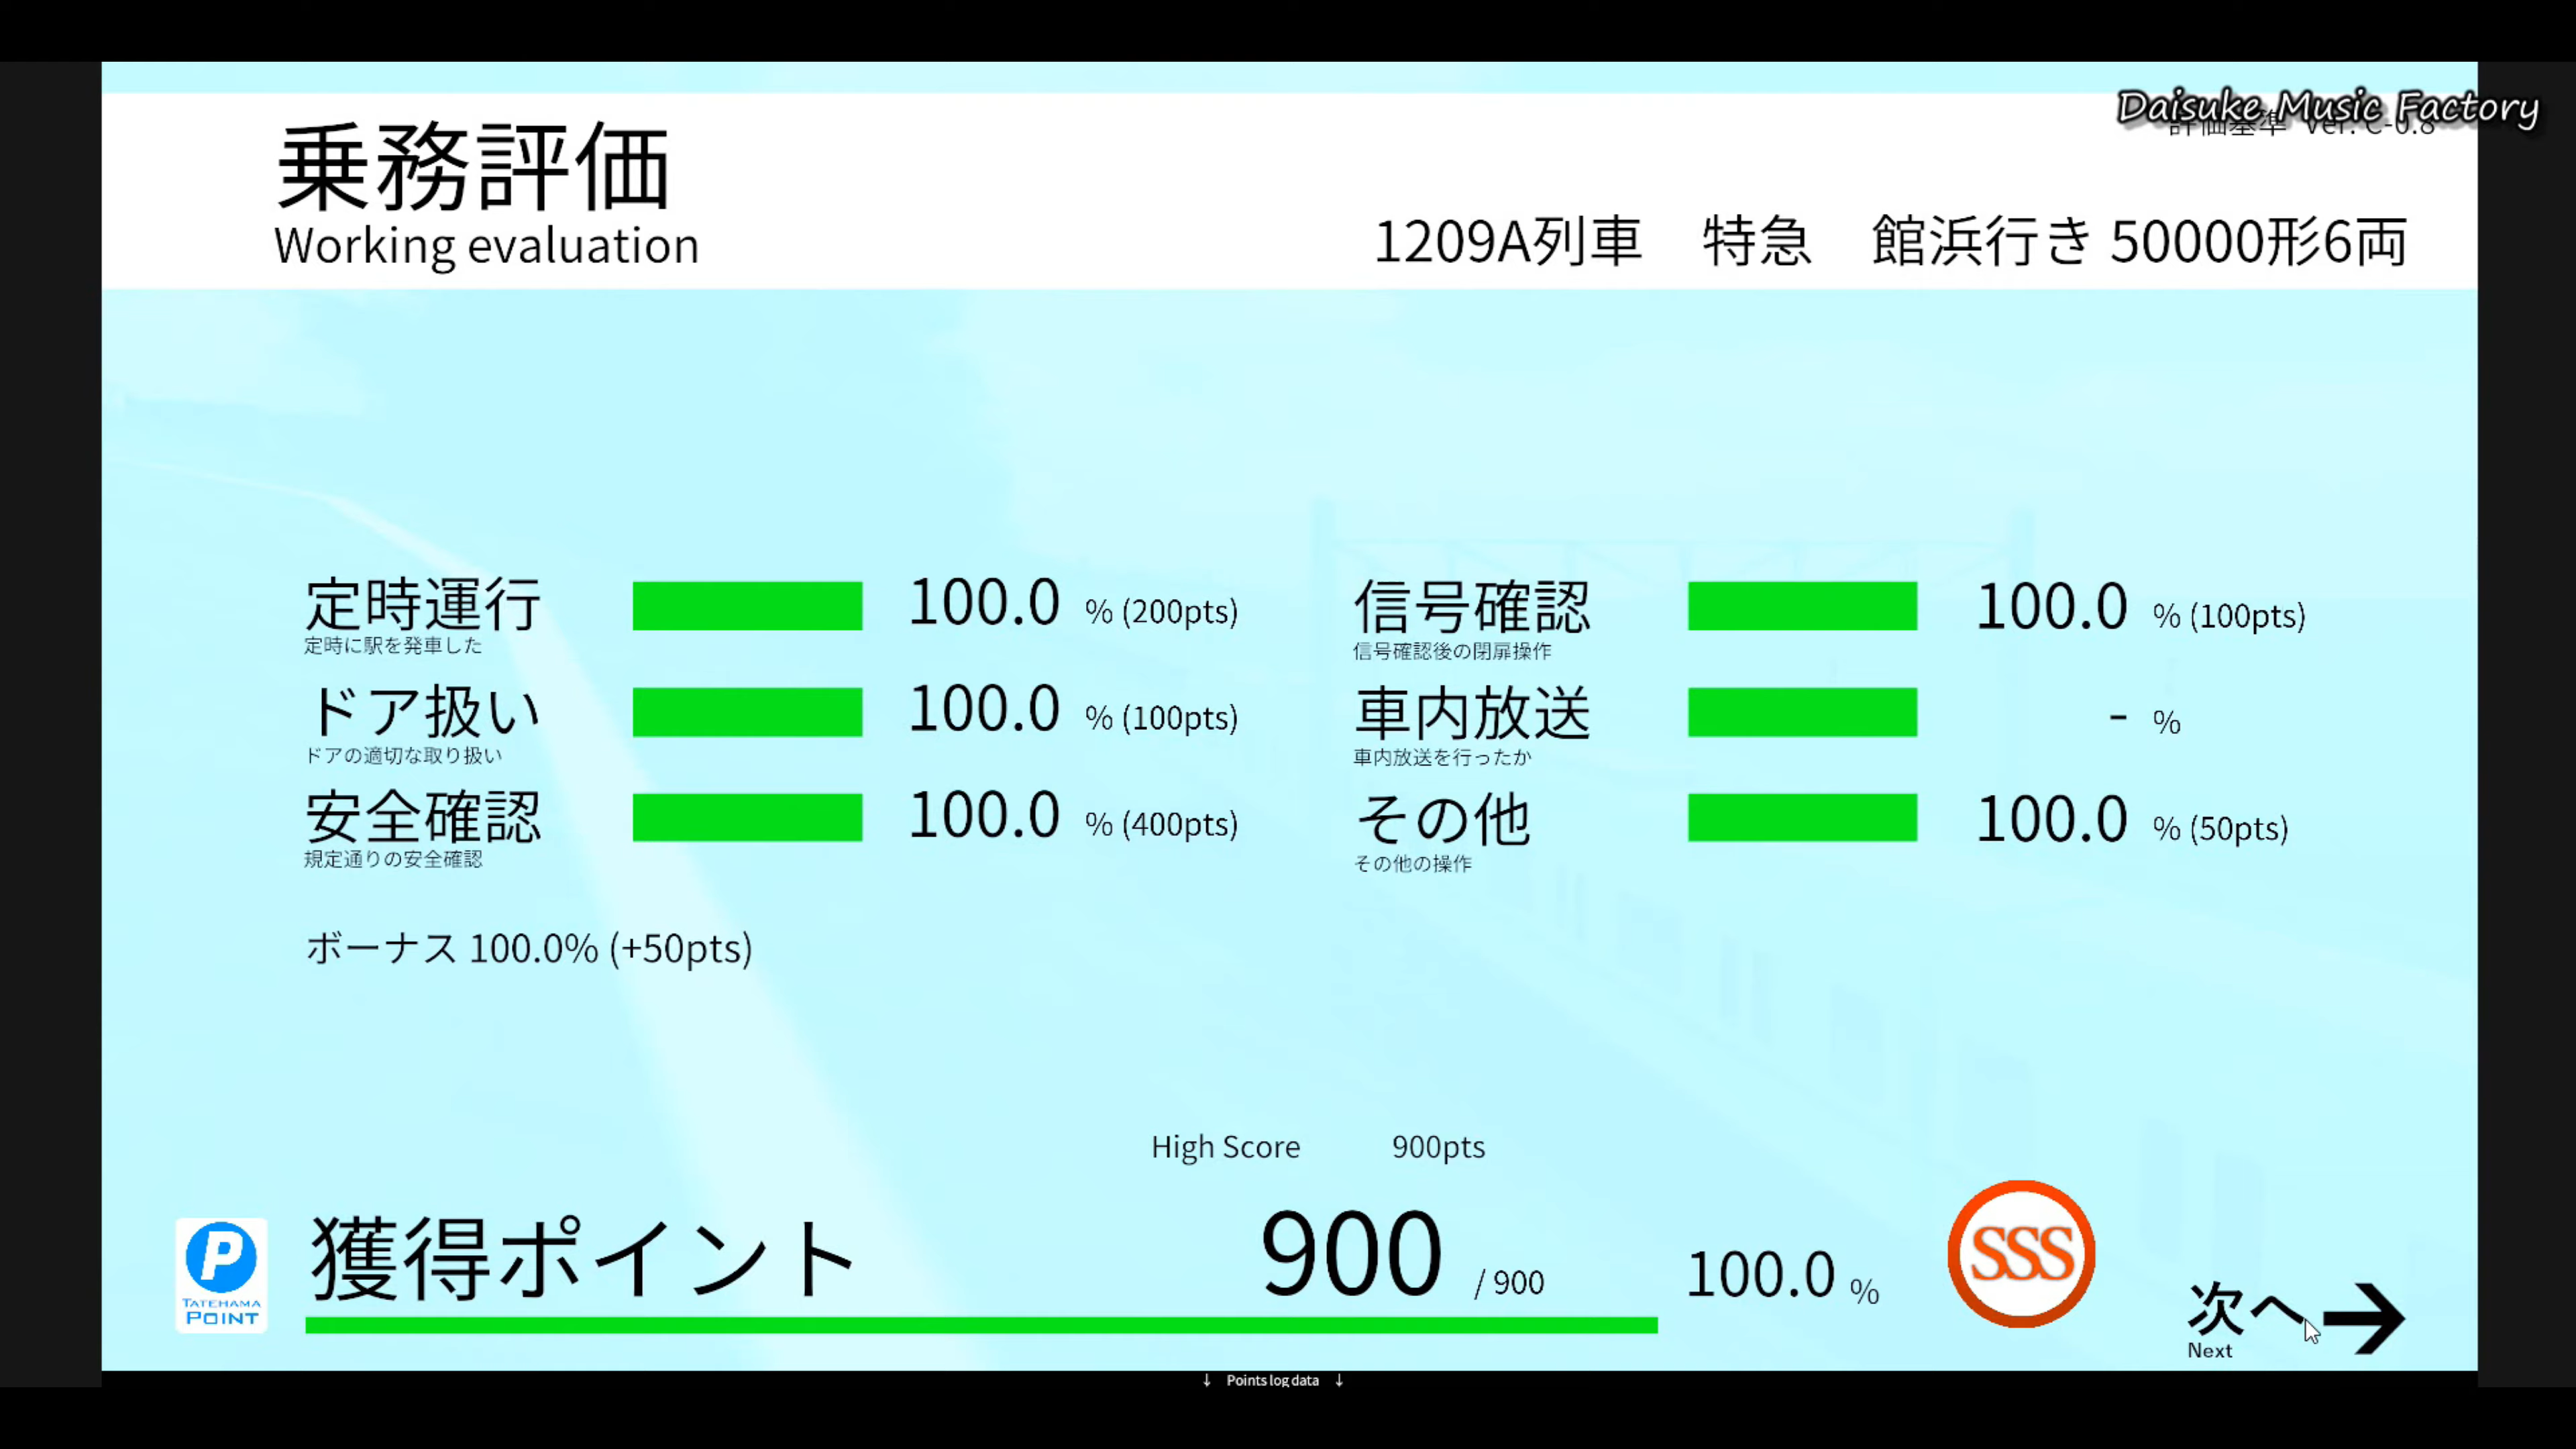 Daisuke Music Factory
評価基準 Ver. C-0.8
乗務評価
Working evaluation
1209A列車 特急 館浜行き 50000形6両
定時運行 100.0 % (200pts)
定時に駅を発車した
信号確認 100.0 % (100pts)
信号確認後の閉扉操作
ドア扱い 100.0 % (100pts)
ドアの適切な取り扱い
車内放送 - %
車内放送を行ったか
安全確認 100.0 % (400pts)
規定通りの安全確認
その他 100.0 % (50pts)
その他の操作
ボーナス 100.0% (+50pts)
High Score 900pts
P
TATEHAMA
POINT
獲得ポイント 900 / 900 100.0 %
SSS
次へ→
Next
↓ Points log data ↓